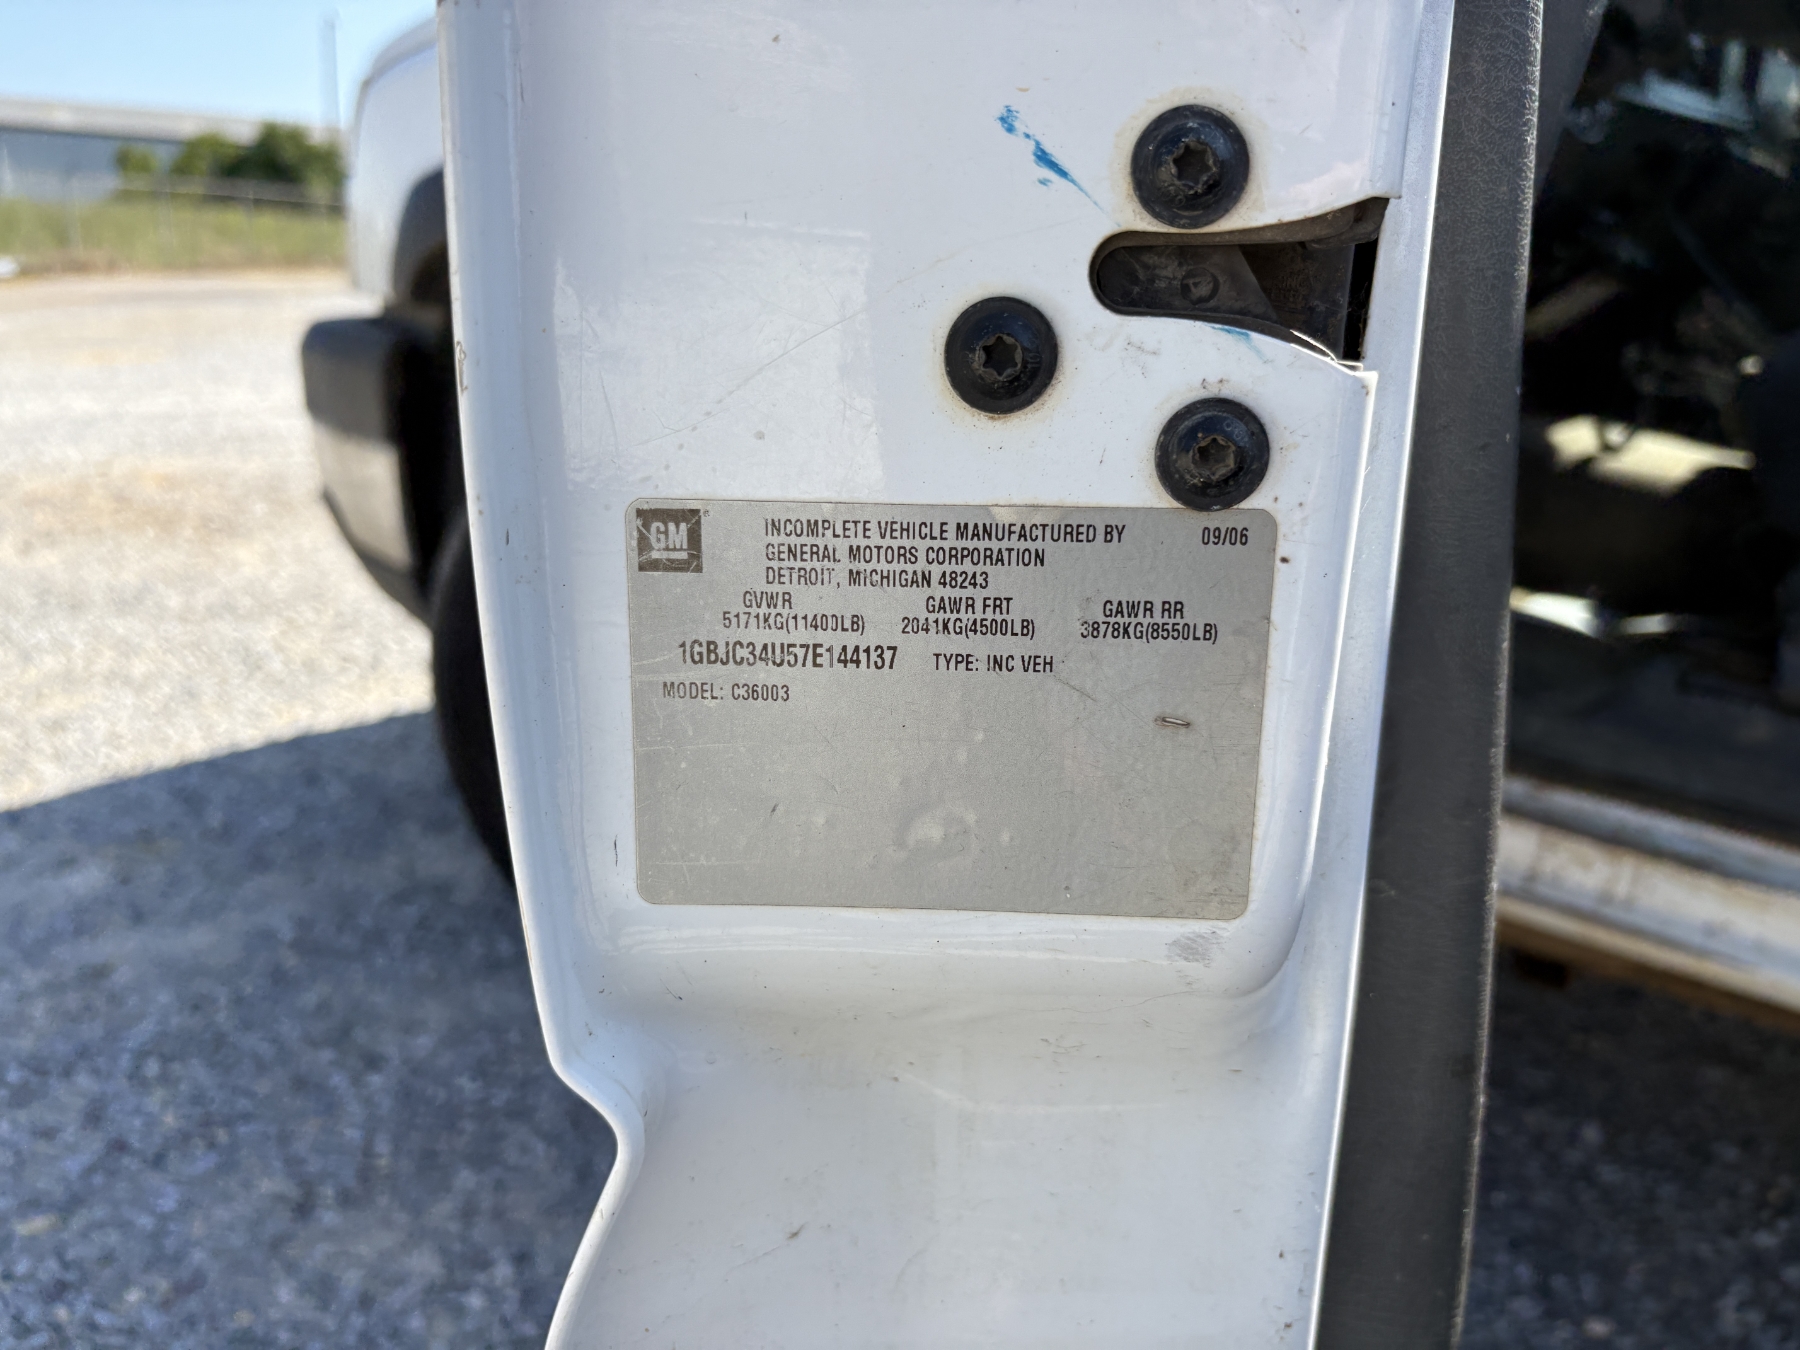 GM
INCOMPLETE VEHICLE MANUFACTURED BY 09/06
GENERAL MOTORS CORPORATION
DETROIT, MICHIGAN 48243
GVWR GAWR FRT GAWR RR
5171KG(11400LB) 2041KG(4500LB) 3878KG(8550LB)
1GBJC34U57E144137 TYPE: INC VEH
MODEL: C36003